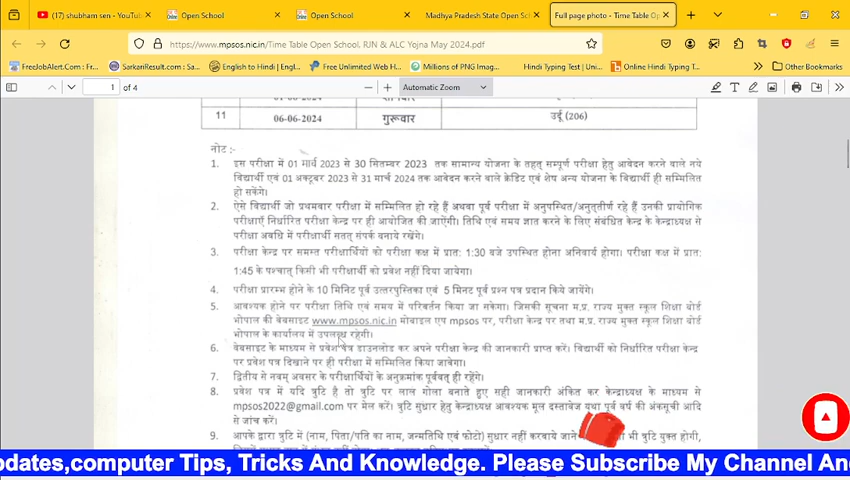 (17) shubham sen - YouTu
Open School
Open School
Madhya Pradesh State Open Sch
Full page photo - Time Table Op
https://www.mpsos.nic.in/Time Table Open School, RJN & ALC Yojna May 2024.pdf
FreeJobAlert.Com : Free
SarkariResult.com : Sa...
English to Hindi | Engl...
Free Unlimited Web H...
Millions of PNG Imag...
Hindi Typing Test | Uni...
Online Hindi Typing T...
Other Bookmarks
1 of 4
Automatic Zoom
11 06-06-2024 गुरूवार उर्दू (206)
नोट :-
1. इस परीक्षा में 01 मार्च 2023 से 30 सितम्बर 2023 तक सामान्य योजना के तहत् सम्पूर्ण परीक्षा हेतु आवेदन करने वाले नये
विद्यार्थी एवं 01 अक्टूबर 2023 से 31 मार्च 2024 तक आवेदन करने वाले क्रेडिट एवं शेष अन्य योजना के विद्यार्थी ही सम्मिलित
हो सकेंगे।
2. ऐसे विद्यार्थी जो प्रथमवार परीक्षा में सम्मिलित हो रहे हैं अथवा पूर्व परीक्षा में अनुपस्थित/अनुत्तीर्ण रहे हैं उनकी प्रायोगिक
परीक्षाएँ निर्धारित परीक्षा केन्द्र पर ही आयोजित की जाऐंगी। तिथि एवं समय ज्ञात करने के लिए संबंधित केन्द्र के केन्द्राध्यक्ष से
परीक्षा अवधि में परीक्षार्थी सतत् संपर्क बनाये रखेंगे।
3. परीक्षा केन्द्र पर समस्त परीक्षार्थियों को परीक्षा कक्ष में प्रातः 1:30 बजे उपस्थित होना अनिवार्य होगा। परीक्षा कक्ष में प्रातः
1:45 के पश्चात् किसी भी परीक्षार्थी को प्रवेश नहीं दिया जायेगा।
4. परीक्षा प्रारम्भ होने के 10 मिनिट पूर्व उत्तरपुस्तिका एवं 5 मिनट पूर्व प्रश्न पत्र प्रदान किये जायेंगे।
5. आवश्यक होने पर परीक्षा तिथि एवं समय में परिवर्तन किया जा सकेगा। जिसकी सूचना म.प्र. राज्य मुक्त स्कूल शिक्षा बोर्ड
भोपाल की वेबसाइट www.mpsos.nic.in मोबाइल एप mpsos पर, परीक्षा केन्द्र पर तथा म.प्र. राज्य मुक्त स्कूल शिक्षा बोर्ड
भोपाल के कार्यालय में उपलब्ध रहेगी।
6. वेबसाइट के माध्यम से प्रवेश पत्र डाउनलोड कर अपने परीक्षा केन्द्र की जानकारी प्राप्त करें। विद्यार्थी को निर्धारित परीक्षा केन्द्र
पर प्रवेश पत्र दिखाने पर ही परीक्षा में सम्मिलित किया जावेगा।
7. द्वितीय से नवम् अवसर के परीक्षार्थियों के अनुक्रमांक पूर्ववत् ही रहेंगे।
8. प्रवेश पत्र में यदि त्रुटि है तो त्रुटि पर लाल गोला बनाते हुए सही जानकारी अंकित कर केन्द्राध्यक्ष के माध्यम से
mpsos2022@gmail.com पर मेल करें। त्रुटि सुधार हेतु केन्द्राध्यक्ष आवश्यक मूल दस्तावेज यथा पूर्व वर्ष की अंकसूची आदि
से जांच करें।
9. आपके द्वारा त्रुटि में (नाम, पिता/पति का नाम, जन्मतिथि एवं फोटो) सुधार नहीं करवाये जाने भी त्रुटि युक्त होगी,
pdates,computer Tips, Tricks And Knowledge. Please Subscribe My Channel An